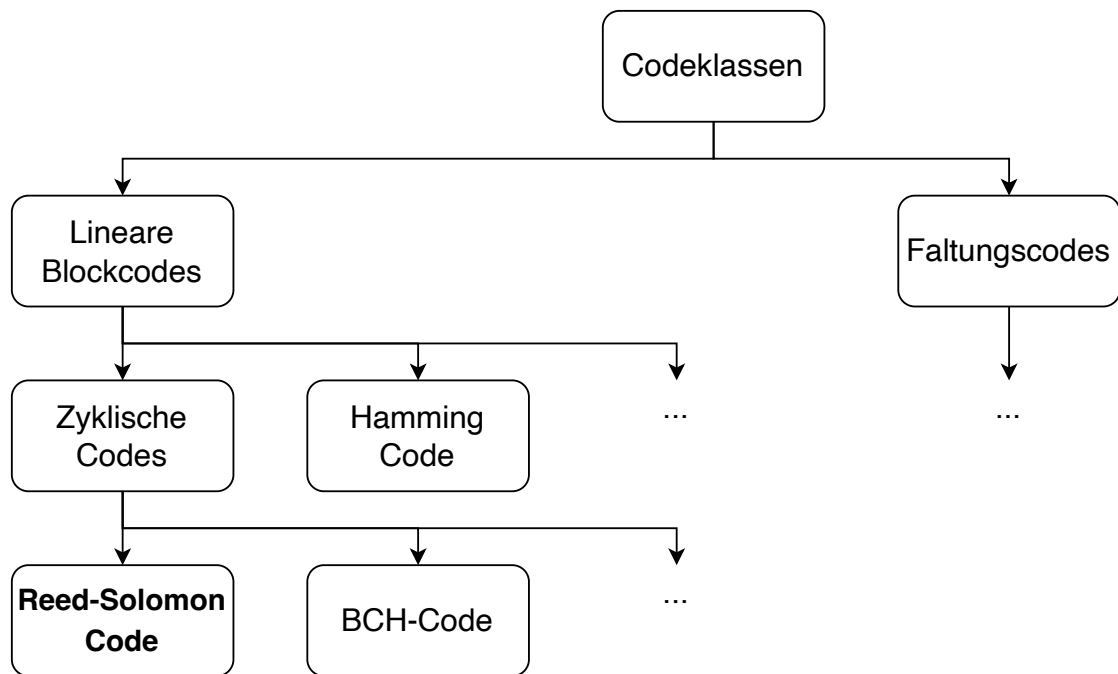 Codeklassen
Lineare
Blockcodes
Faltungscodes
Zyklische
Codes
Hamming
Code
...
...
Reed-Solomon
Code
BCH-Code
...